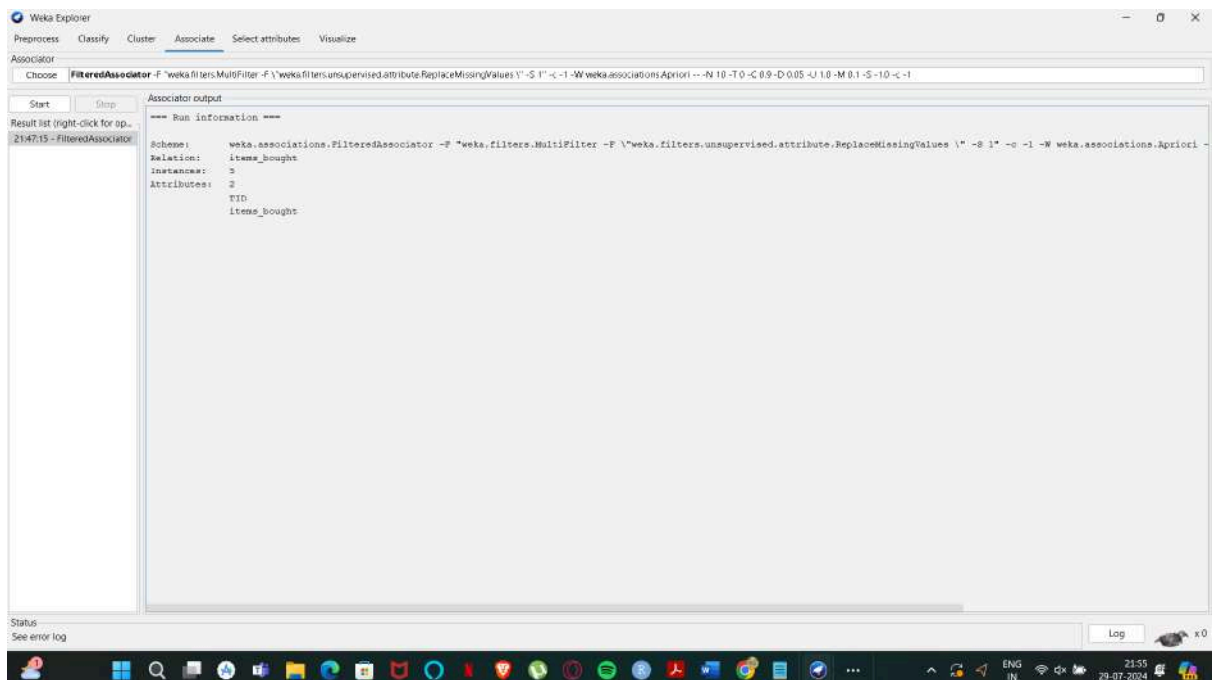 Weka Explorer
Preprocess Classify Cluster Associate Select attributes Visualize
Associator
Choose FilteredAssociator -F "weka.filters.MultiFilter -F \"weka.filters.unsupervised.attribute.ReplaceMissingValues \" -S 1" -c -1 -W weka.associations.Apriori -- -N 10 -T 0 -C 0.9 -D 0.05 -U 1.0 -M 0.1 -S -1.0 -c -1
Start Stop
Associator output
Result list (right-click for op...
21:47:15 - FilteredAssociator
=== Run information ===
Scheme: weka.associations.FilteredAssociator -F "weka.filters.MultiFilter -F \"weka.filters.unsupervised.attribute.ReplaceMissingValues \" -S 1" -c -1 -W weka.associations.Apriori -
Relation: items_bought
Instances: 5
Attributes: 2
TID
items_bought
Status
See error log
Log x 0
ENG
IN
21:55
29-07-2024